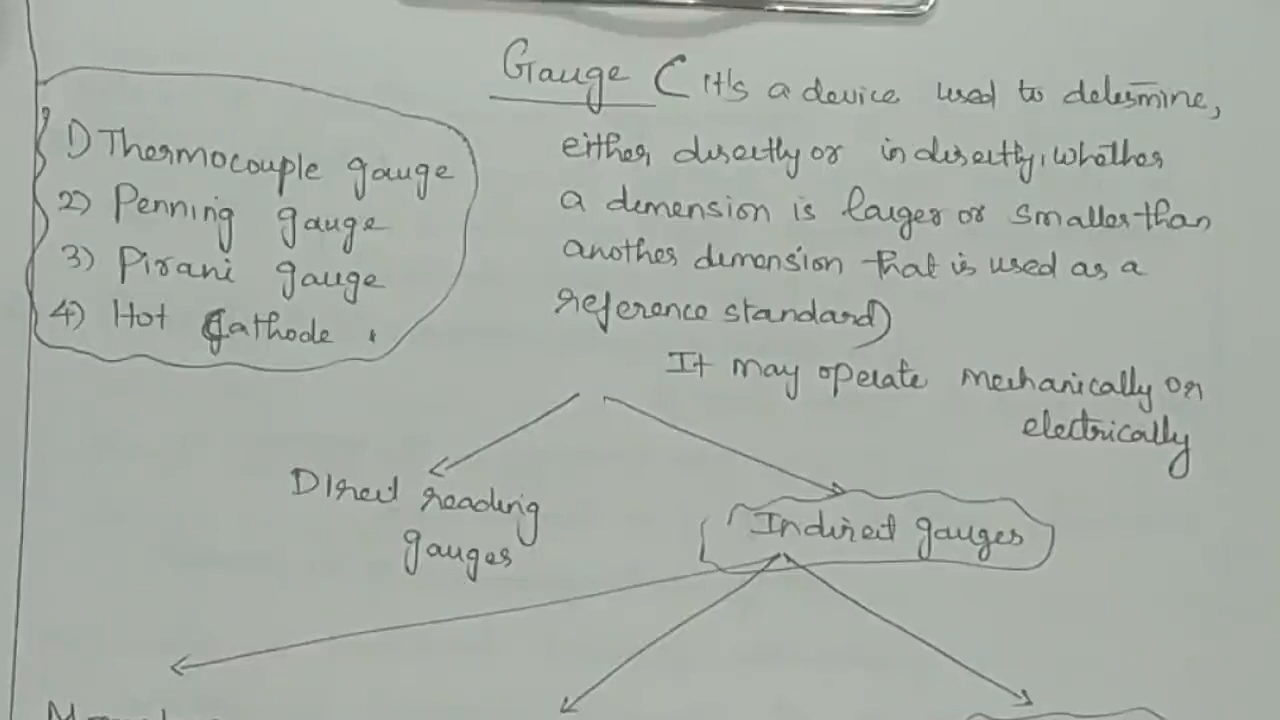 Gauge (It's a device used to determine,
either directly or indirectly, whether
a dimension is larger or smaller than
another dimension that is used as a
reference standard)
It may operate mechanically or
electrically
1) Thermocouple gauge
2) Penning gauge
3) Pirani gauge
4) Hot Cathode
Direct reading
gauges
Indirect gauges